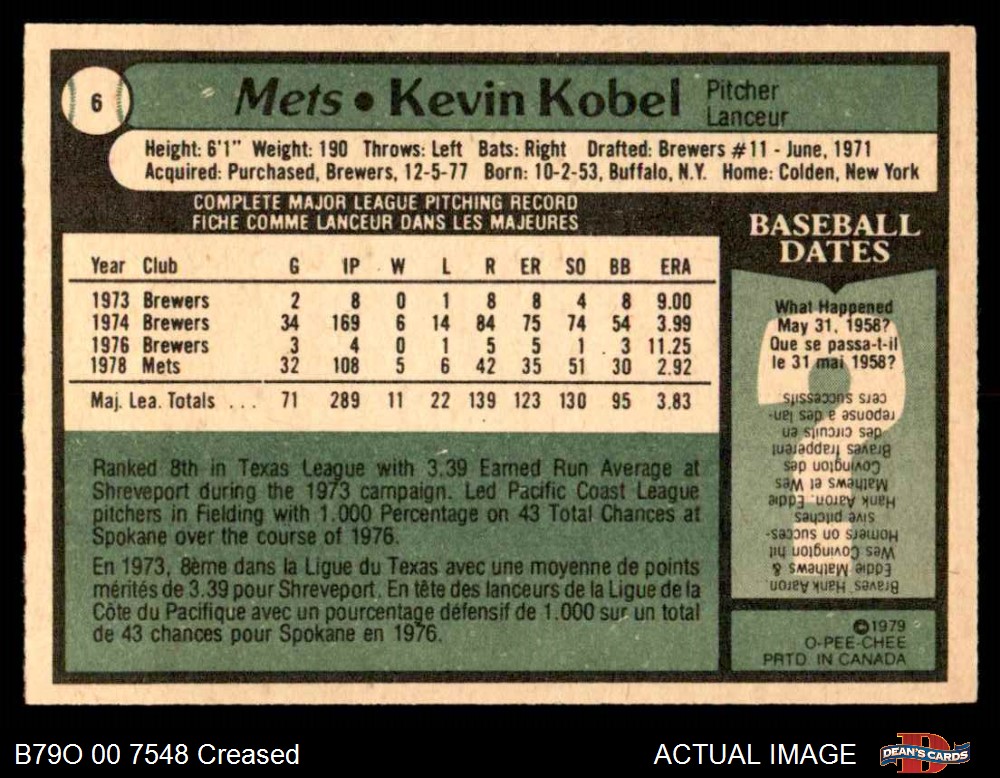 6
Mets • Kevin Kobel
Pitcher
Lanceur
Height: 6'1" Weight: 190 Throws: Left Bats: Right Drafted: Brewers #11 - June, 1971
Acquired: Purchased, Brewers, 12-5-77 Born: 10-2-53, Buffalo, N.Y. Home: Colden, New York
COMPLETE MAJOR LEAGUE PITCHING RECORD
FICHE COMME LANCEUR DANS LES MAJEURES
Year Club G IP W L R ER SO BB ERA
1973 Brewers 2 8 0 1 8 8 4 8 9.00
1974 Brewers 34 169 6 14 84 75 74 54 3.99
1976 Brewers 3 4 0 1 5 5 1 3 11.25
1978 Mets 32 108 5 6 42 35 51 30 2.92
Maj. Lea. Totals ... 71 289 11 22 139 123 130 95 3.83
Ranked 8th in Texas League with 3.39 Earned Run Average at
Shreveport during the 1973 campaign. Led Pacific Coast League
pitchers in Fielding with 1.000 Percentage on 43 Total Chances at
Spokane over the course of 1976.
En 1973, 8ème dans la Ligue du Texas avec une moyenne de points
mérités de 3.39 pour Shreveport. En tête des lanceurs de la Ligue de la
Côte du Pacifique avec un pourcentage défensif de 1.000 sur un total
de 43 chances pour Spokane en 1976.
BASEBALL
DATES
What Happened
May 31, 1958?
Que se passa-t-il
le 31 mai 1958?
Braves' Hank Aaron,
Eddie Mathews &
Wes Covington hit
Homers on succes-
sive pitches
Hank Aaron, Eddie
Mathews et Wes
Covington des
Braves frapperent
des circuits en
reponse a des lan-
cers successifs
©1979
O-PEE-CHEE
PRTD. IN CANADA
B79O 00 7548 Creased
ACTUAL IMAGE
DEAN'S CARDS